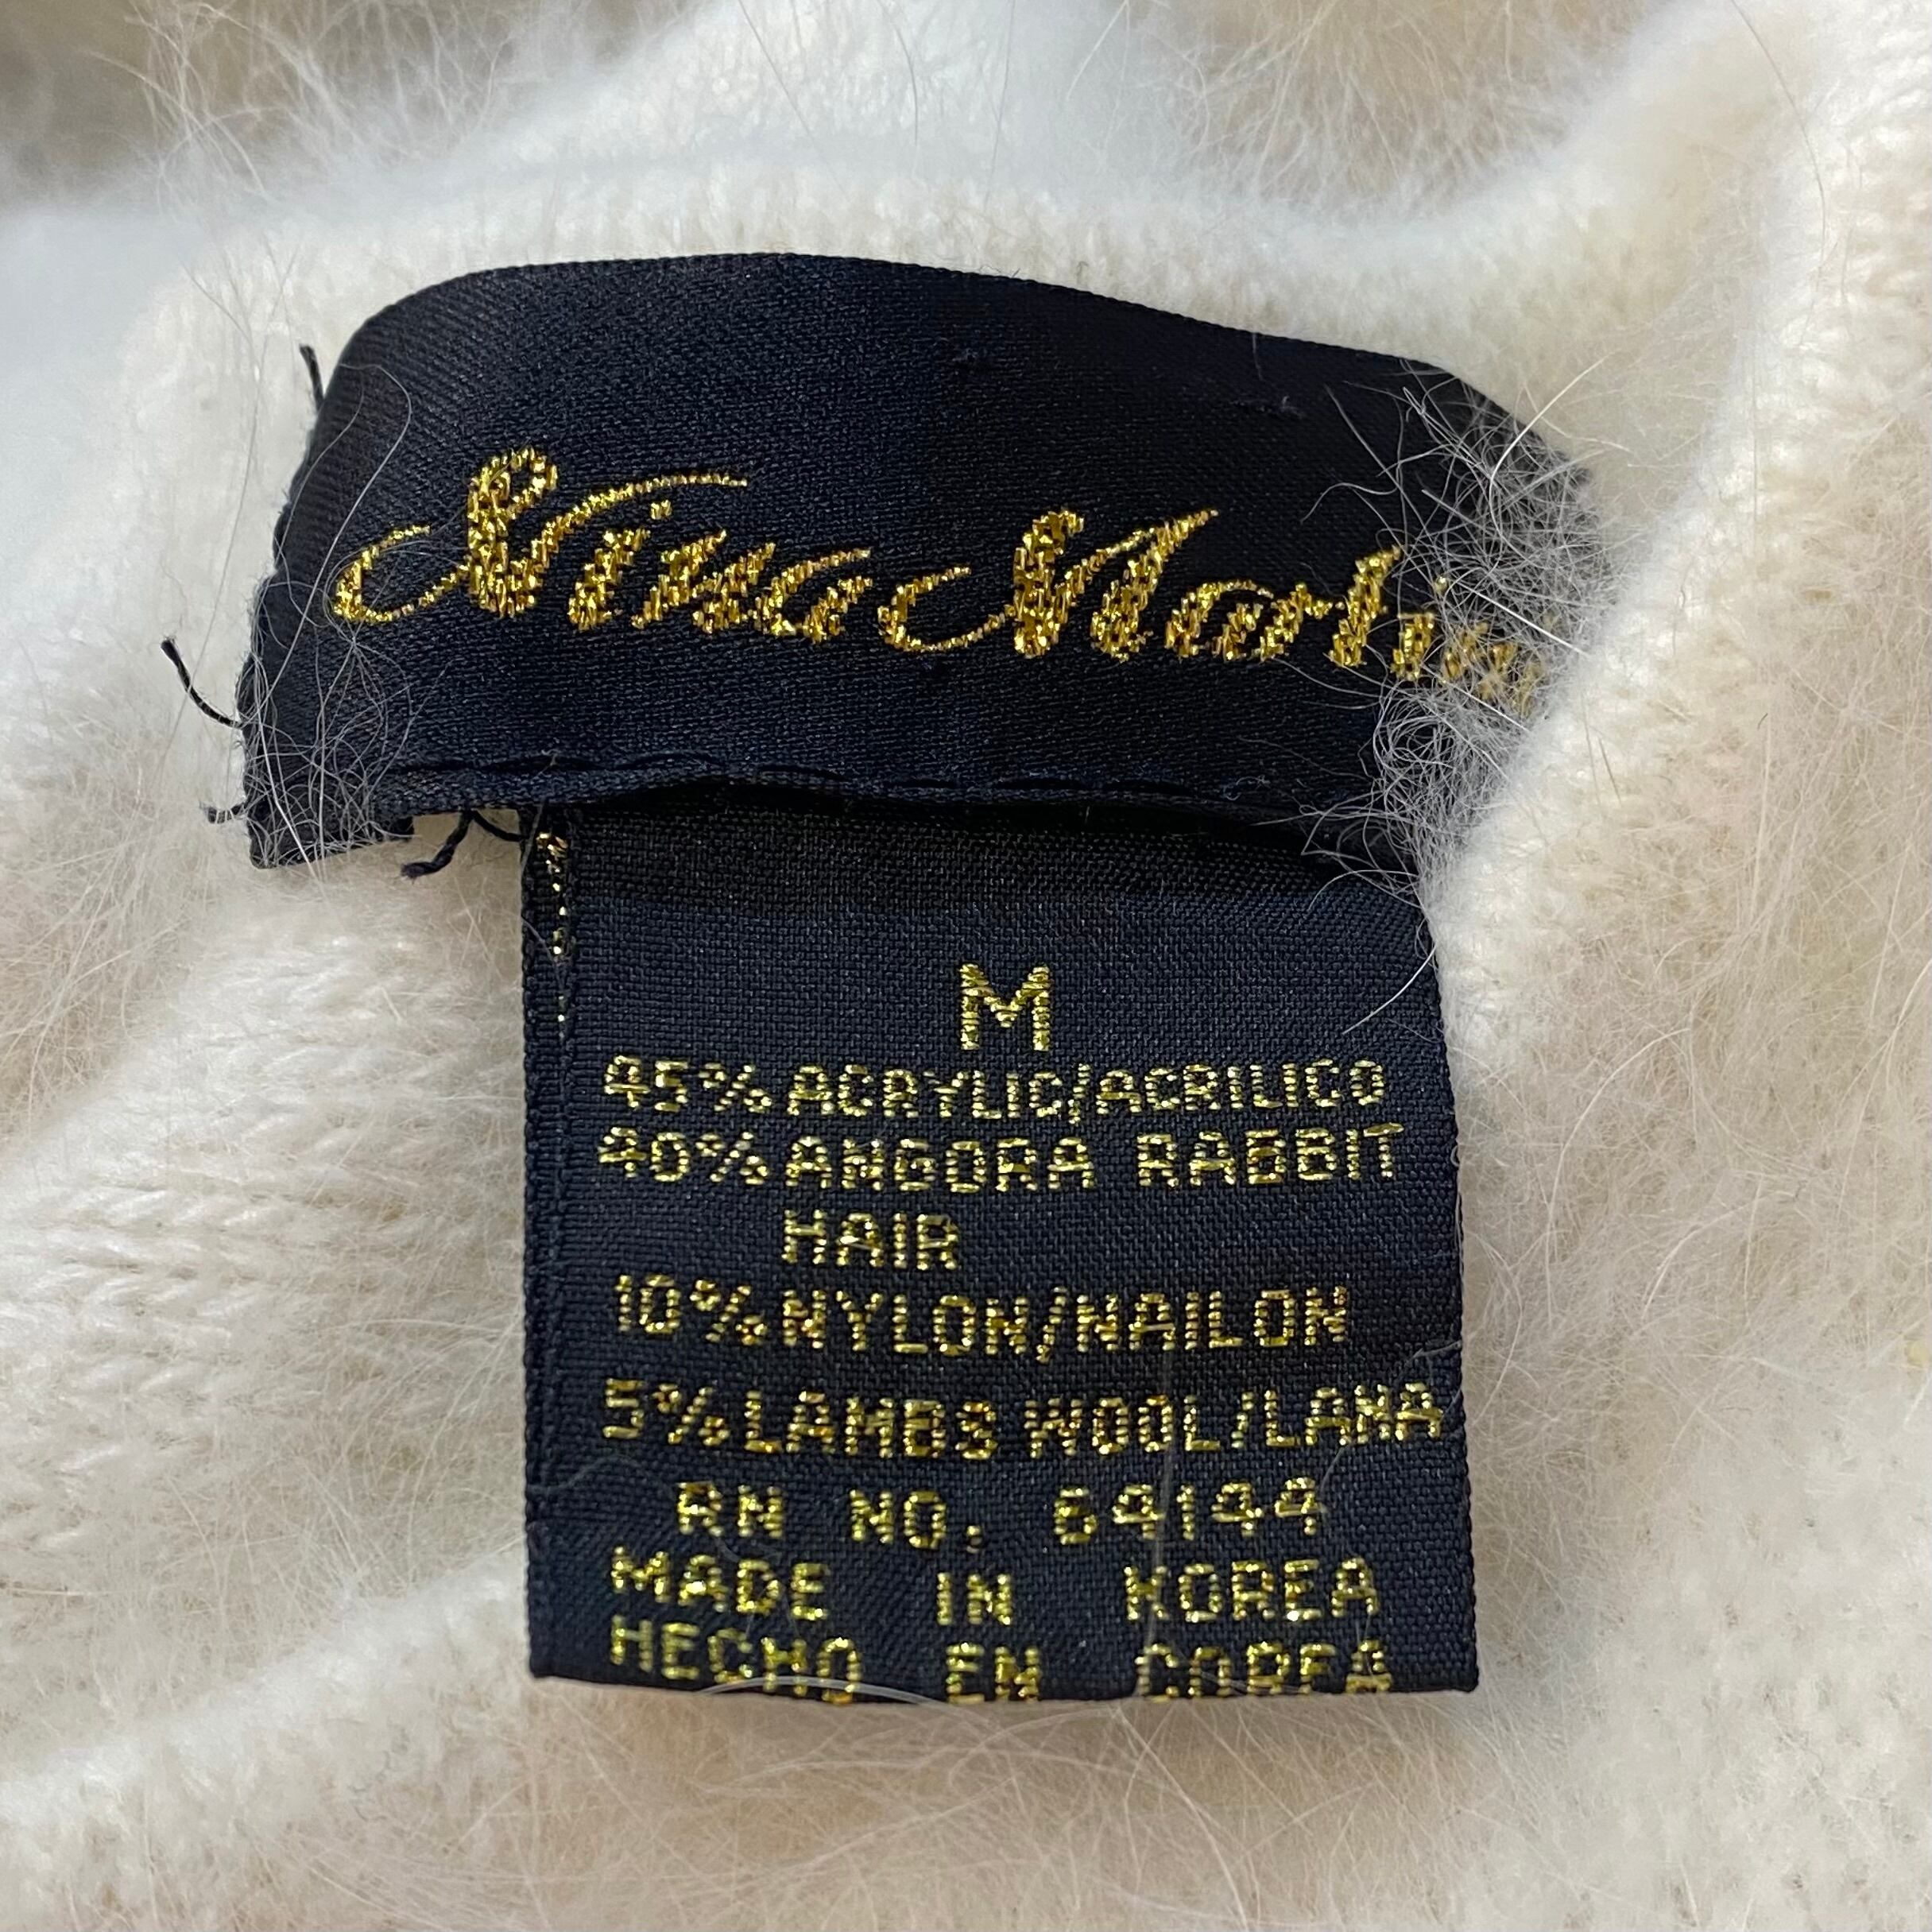 Nina
M
45% ACRYLIC/ACRILICO
40% ANGORA RABBIT
HAIR
10% NYLON/NAILON
5% LAMBS WOOL/LANA
RN NO. 64144
MADE IN KOREA
HECHO EN COREA